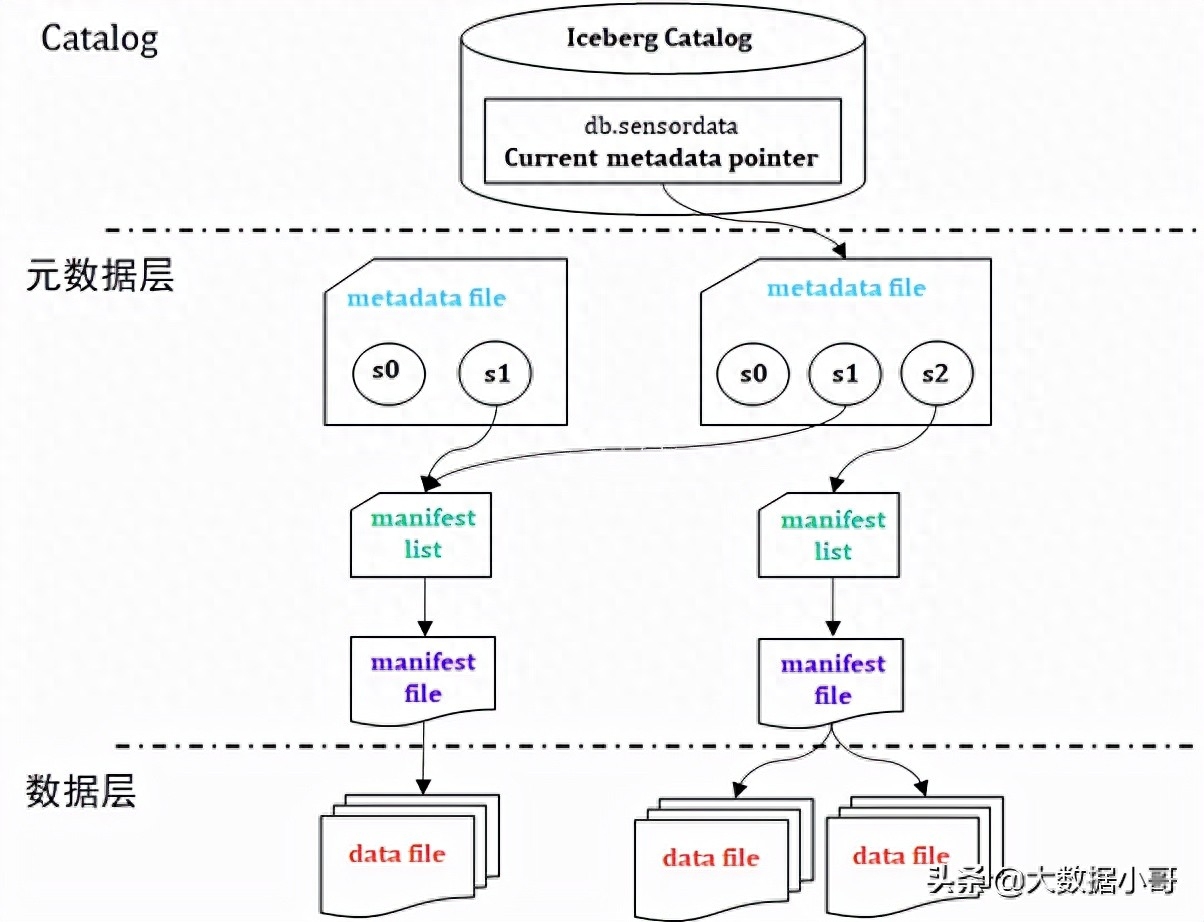 Catalog
Iceberg Catalog
db.sensordata
Current metadata pointer
元数据层
metadata file
s0
s1
metadata file
s0
s1
s2
manifest
list
manifest
list
manifest
file
manifest
file
数据层
data file
data file
data file
头条@大数据小哥